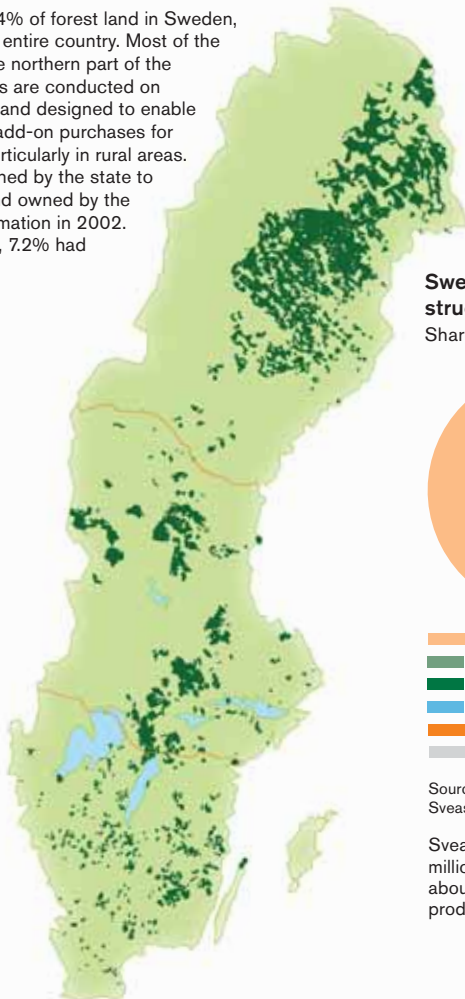 4% of forest land in Sweden,
entire country. Most of the
northern part of the
are conducted on
and designed to enable
add-on purchases for
rticularly in rural areas.
ned by the state to
d owned by the
mation in 2002.
, 7.2% had
Swe
stru
Shar
Sourc
Sveas
Svea
milli
abou
prod